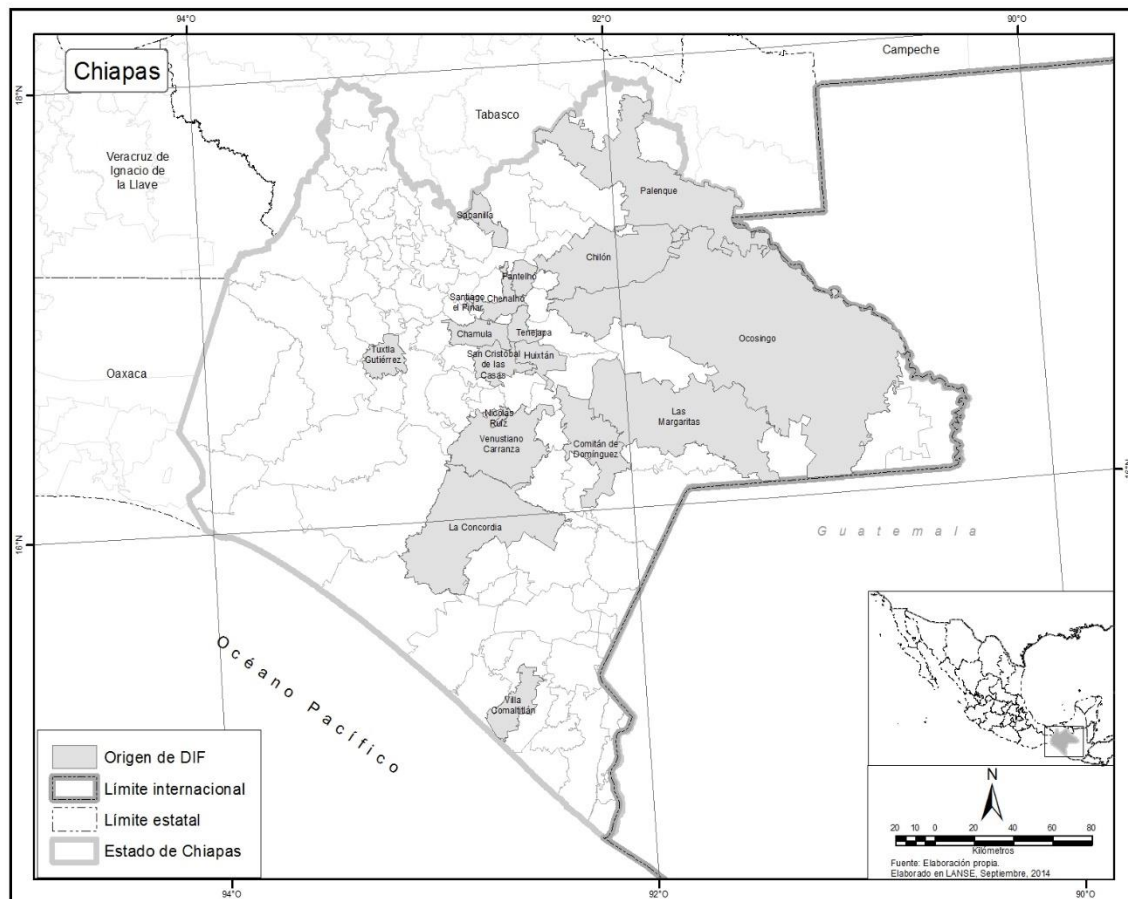 94°O
92°O
90°O
Chiapas
Campeche
18°N
Tabasco
Veracruz de
Ignacio de
la Llave
Palenque
Sabanilla
Chilón
Pantelhó
Santiago
el Pinar
Chenalhó
Ocosingo
Chamula
Tenejapa
Tuxtla
Gutiérrez
San Cristóbal
de las
Casas
Huixtán
Oaxaca
Las
Margaritas
Nicolás
Ruíz
Venustiano
Carranza
Comitán de
Domínguez
16°N
La Concordia
Guatemala
16°N
Océano Pacífico
Villa
Comaltitlán
Origen de DIF
Límite internacional
Límite estatal
Estado de Chiapas
N
20 10 0 20 40 60 80
Kilómetros
Fuente: Elaboración propia.
Elaborado en LANSE, Septiembre, 2014
94°O
92°O
90°O